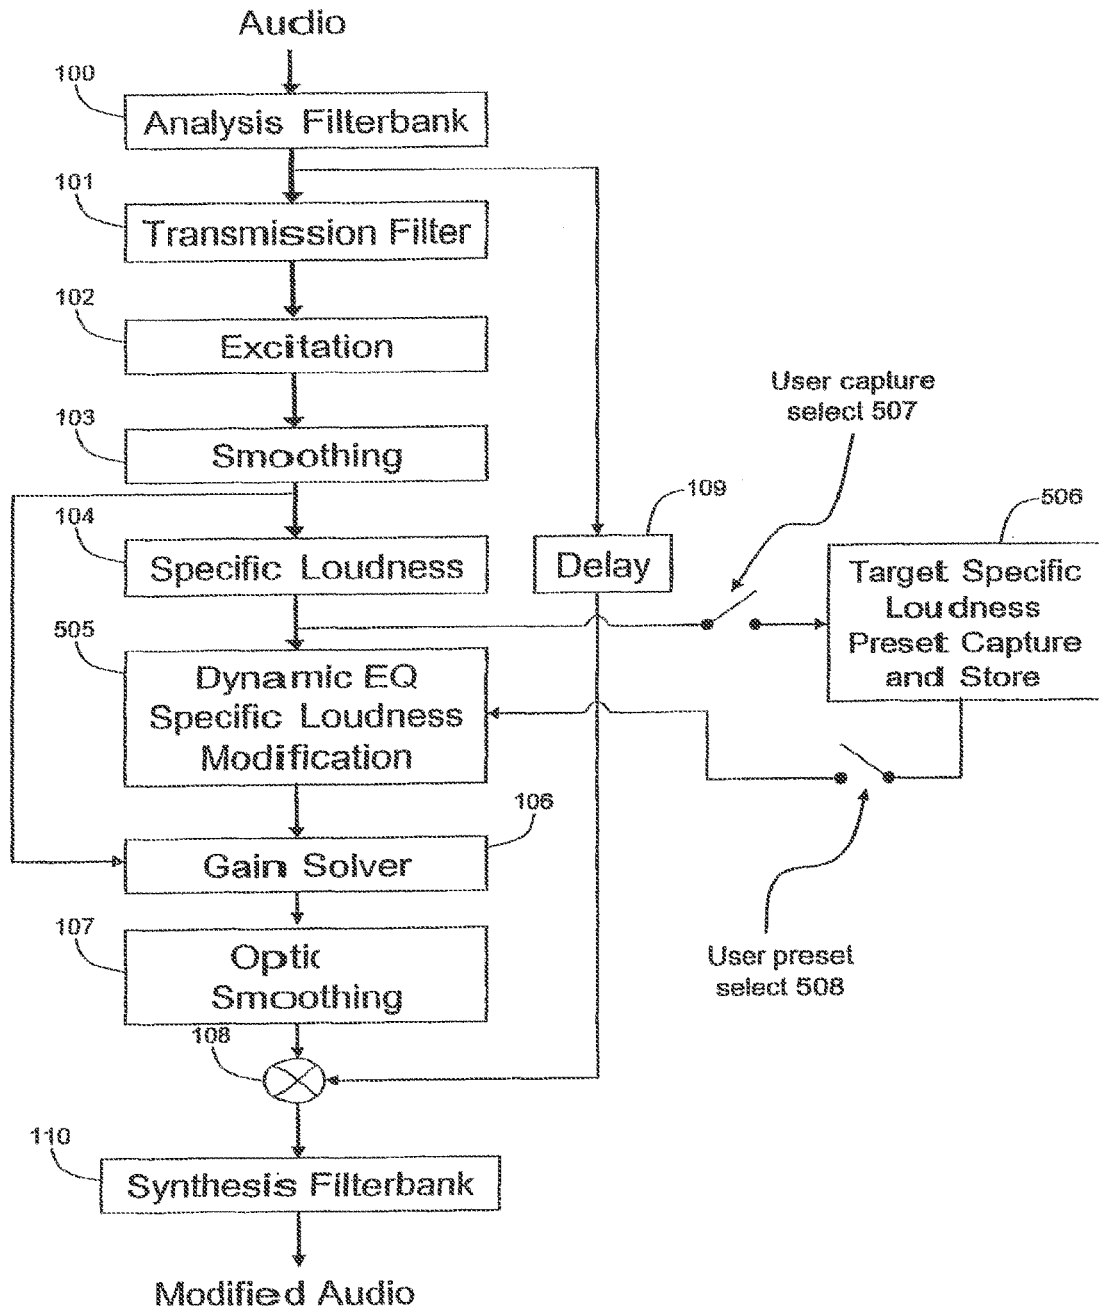 Audio
100
Analysis Filterbank
101
Transmission Filter
102
Excitation
103
Smoothing
104
Specific Loudness
109
Delay
User capture
select 507
506
Target Specific
Loudness
Preset Capture
and Store
505
Dynamic EQ
Specific Loudness
Modification
106
Gain Solver
User preset
select 508
107
Optic
Smoothing
108
110
Synthesis Filterbank
Modified Audio